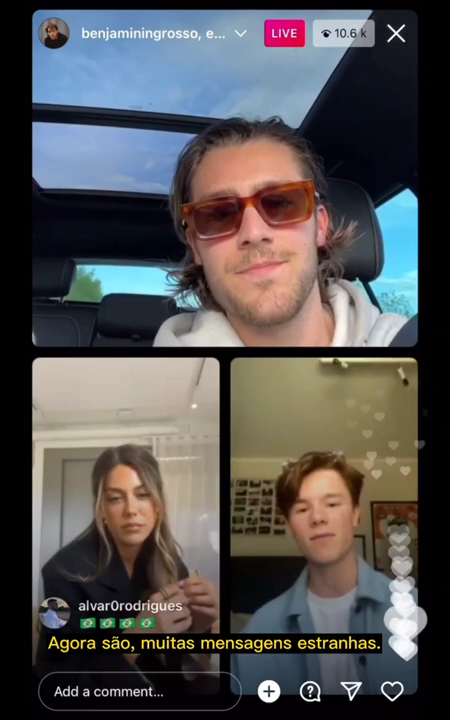 benjaminingrosso, e...
LIVE
10.6 k
alvar0rodrigues
🇧🇷 🇧🇷 🇧🇷 🇧🇷
Agora são, muitas mensagens estranhas.
Add a comment...